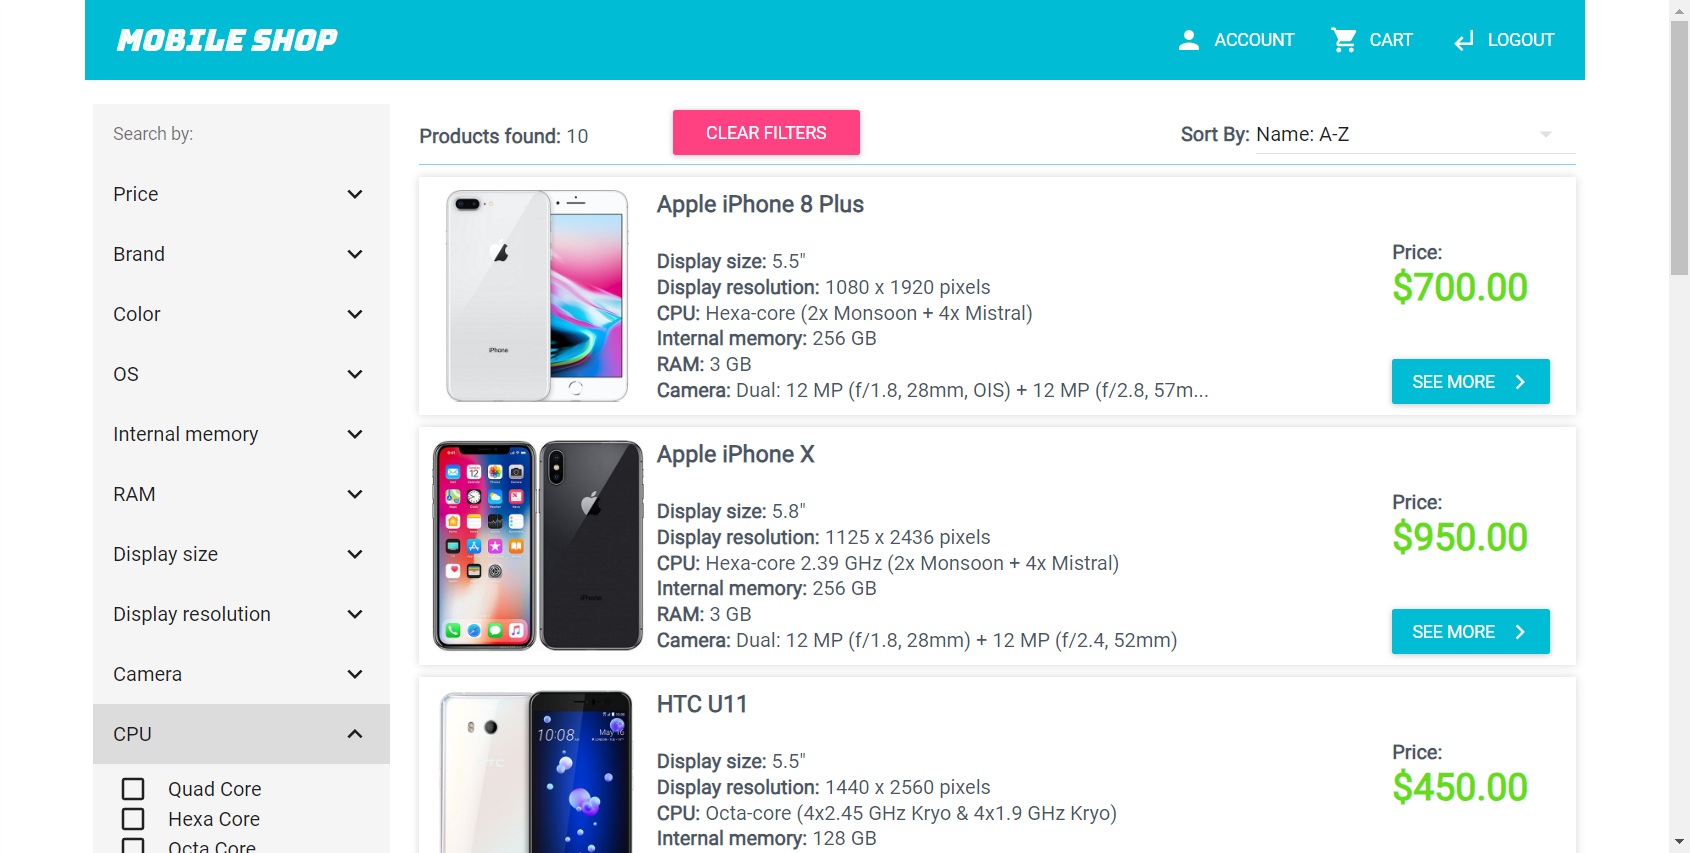 MOBILE SHOP
ACCOUNT
CART
LOGOUT
Search by:
Price
Brand
Color
OS
Internal memory
RAM
Display size
Display resolution
Camera
CPU
Quad Core
Hexa Core
Octa Core
Products found: 10
CLEAR FILTERS
Sort By: Name: A-Z
Apple iPhone 8 Plus
Display size: 5.5"
Display resolution: 1080 x 1920 pixels
CPU: Hexa-core (2x Monsoon + 4x Mistral)
Internal memory: 256 GB
RAM: 3 GB
Camera: Dual: 12 MP (f/1.8, 28mm, OIS) + 12 MP (f/2.8, 57m...
Price:
$700.00
SEE MORE
iPhone
Apple iPhone X
Display size: 5.8"
Display resolution: 1125 x 2436 pixels
CPU: Hexa-core 2.39 GHz (2x Monsoon + 4x Mistral)
Internal memory: 256 GB
RAM: 3 GB
Camera: Dual: 12 MP (f/1.8, 28mm) + 12 MP (f/2.4, 52mm)
Price:
$950.00
SEE MORE
iPhone
HTC U11
Display size: 5.5"
Display resolution: 1440 x 2560 pixels
CPU: Octa-core (4x2.45 GHz Kryo & 4x1.9 GHz Kryo)
Internal memory: 128 GB
Price:
$450.00
10:08
May 16
HTC